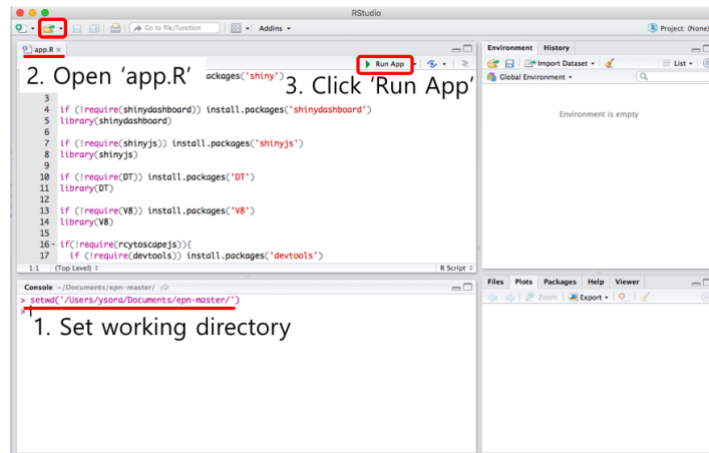 RStudio
Go to file/function
Addins
Project: (None)
app.R
Run App
2. Open 'app.R'
ackages('shiny')
3. Click 'Run App'
3
4 if (!require(shinydashboard)) install.packages('shinydashboard')
5 library(shinydashboard)
6
7 if (!require(shinyjs)) install.packages('shinyjs')
8 library(shinyjs)
9
10 if (!require(DT)) install.packages('DT')
11 library(DT)
12
13 if (!require(V8)) install.packages('V8')
14 library(V8)
15
16 if(!require(rcytoscapejs)){
17 if (!require(devtools)) install.packages('devtools')
1:1 (Top Level) R Script
Console ~/Documents/epn-master/
> setwd('/Users/ysora/Documents/epn-master/')
>
1. Set working directory
Environment History
Import Dataset List
Global Environment
Environment is empty
Files Plots Packages Help Viewer
Zoom Export